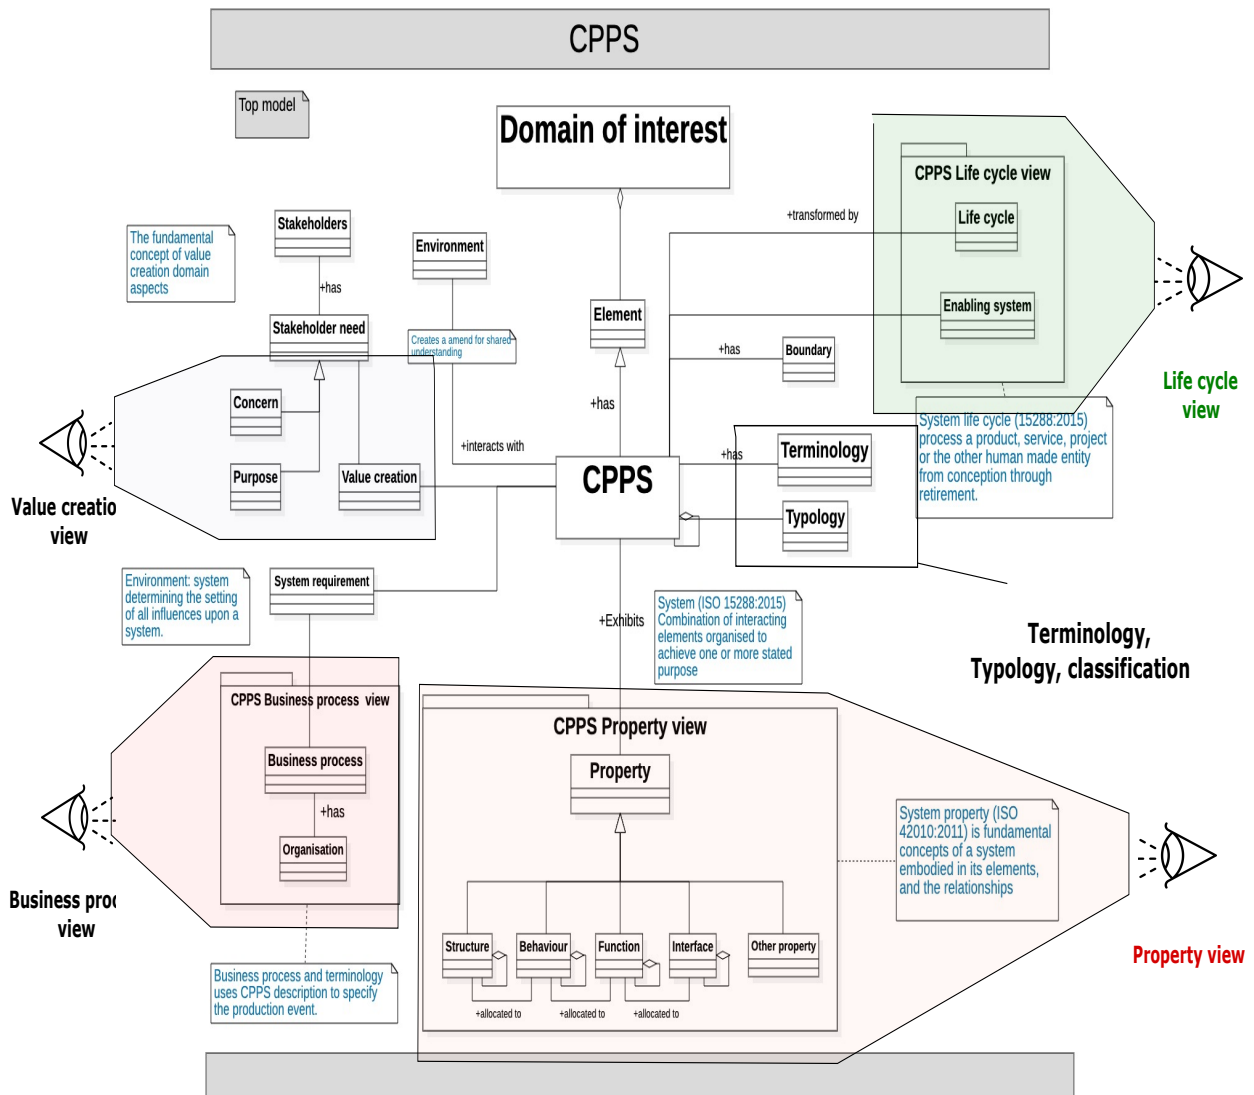 CPPS
Top model
Domain of interest
CPPS Life cycle view
Life cycle
Enabling system
+transformed by
Stakeholders
+has
The fundamental
concept of value
creation domain
aspects
Environment
Stakeholder need
Creates a amend for shared
understanding
Element
+has
Boundary
+has
Life cycle
view
Concern
Purpose
Value creation
+interacts with
CPPS
+has
Terminology
Typology
System life cycle (15288:2015)
process a product, service, project
or the other human made entity
from conception through
retirement.
Value creatio
view
Environment: system
determining the setting
of all influences upon a
system.
System requirement
+Exhibits
System (ISO 15288:2015)
Combination of interacting
elements organised to
achieve one or more stated
purpose
Terminology,
Typology, classification
CPPS Business process view
Business process
+has
Organisation
Business proc
view
Business process and terminology
uses CPPS description to specify
the production event.
CPPS Property view
Property
System property (ISO
42010:2011) is fundamental
concepts of a system
embodied in its elements,
and the relationships
Structure
Behaviour
Function
Interface
Other property
+allocated to
+allocated to
+allocated to
Property view